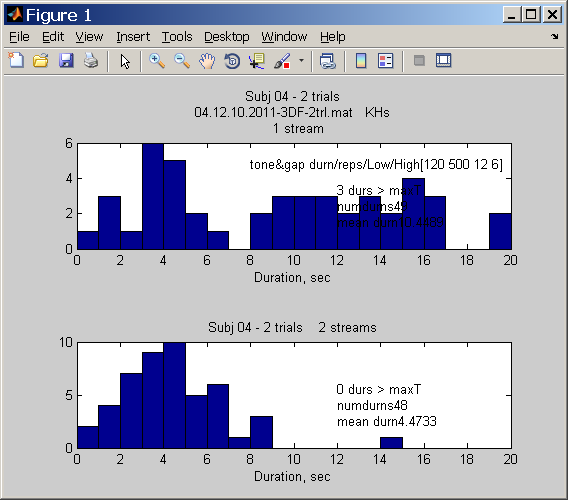 Figure 1
File Edit View Insert Tools Desktop Window Help
Subj 04 - 2 trials
04.12.10.2011-3DF-2trl.mat KHs
1 stream
tone&gap durn/reps/Low/High[120 500 12 6]
3 durs >
numdurns49
mean
6
4
2
0
0 2 4 6 8 10 12 14 16 18 20
Duration, sec
Subj 04 - 2 trials 2 streams
0 durs > maxT
numdurns48
mean durn4.4733
10
5
0
0 2 4 6 8 10 12 14 16 18 20
Duration, sec